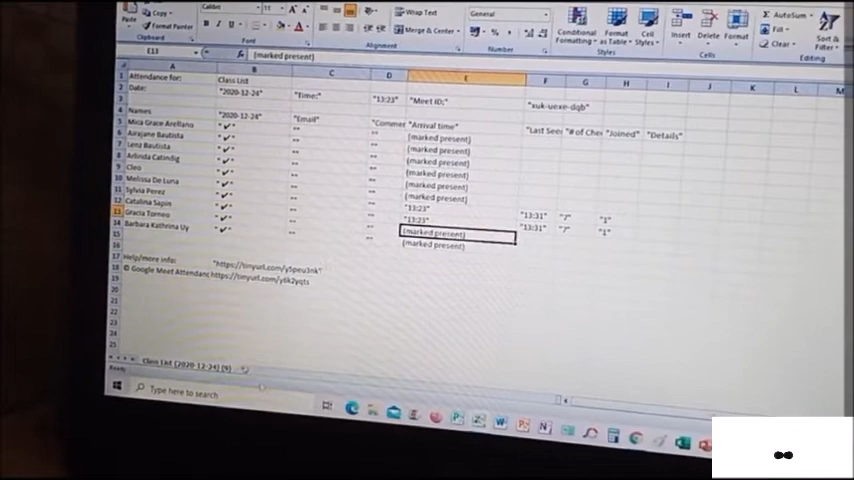 Paste
Copy
Format Painter
Clipboard
Calibri
11
B I U
Font
Wrap Text
Merge & Center
Alignment
General
Number
Conditional Formatting
Format as Table
Cell Styles
Styles
Insert
Delete
Format
Cells
AutoSum
Fill
Clear
Sort & Filter
Editing
E13
(marked present)
A B C D E F G H I J K L M
1 Attendance for: Class List
2 Date: "2020-12-24" "Time:" "13:23" "Meet ID:" "xuk-uexe-dqb"
3
4 Names "2020-12-24" "Email" "Commer "Arrival time" "Last See "# of Che "Joined" "Details"
5 Mica Grace Arellano "✔" "" "" (marked present)
6 Airajane Bautista "✔" "" "" (marked present)
7 Lenz Bautista "✔" "" "" (marked present)
8 Arlinda Catindig "✔" "" "" (marked present)
9 Cleo "✔" "" "" (marked present)
10 Melissa De Luna "✔" "" "" (marked present)
11 Sylvia Perez "✔" "" "" "13:23" "13:31" "7" "1"
12 Catalina Sapin "✔" "" "" "13:23" "13:31" "7" "1"
13 Gracia Torneo "✔" "" "" (marked present)
14 Barbara Kathrina Uy "✔" "" "" (marked present)
15
16
17 Help/more info: "https://tinyurl.com/y5peu3nk"
18 © Google Meet Attendanc https://tinyurl.com/y6k2yqts
19
20
21
22
23
24
25
Class List (2020-12-24) (9)
Ready
Type here to search